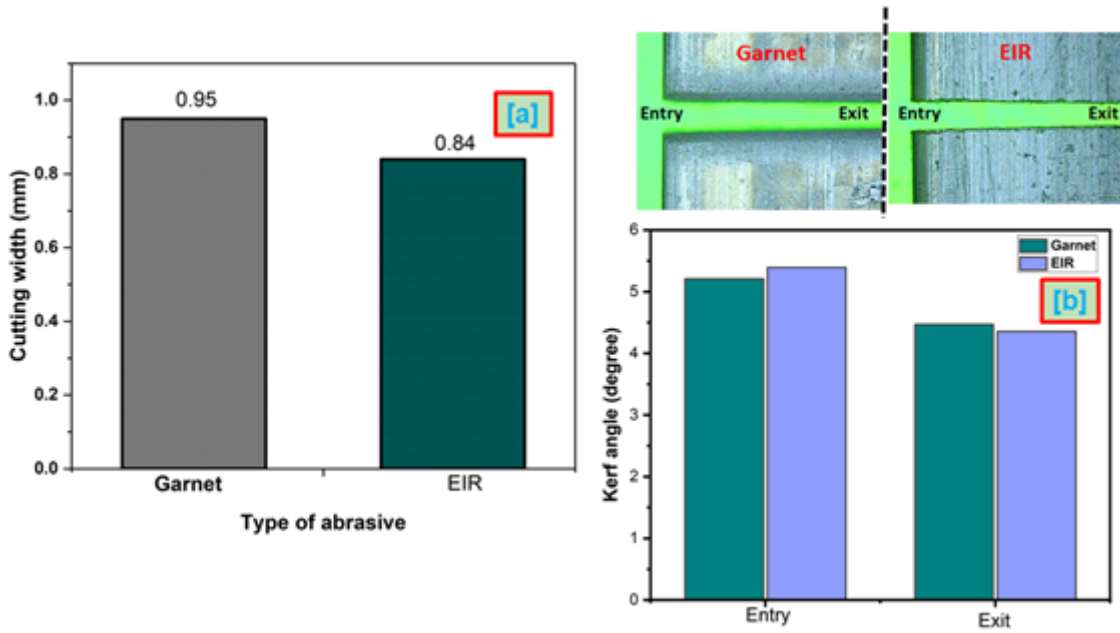 Cutting width (mm)
1.0
0.8
0.6
0.4
0.2
0.0
0.95
0.84
[a]
Garnet
EIR
Type of abrasive
Garnet
EIR
Entry
Exit
Entry
Exit
Kerf angle (degree)
6
5
4
3
2
1
0
Garnet
EIR
[b]
Entry
Exit